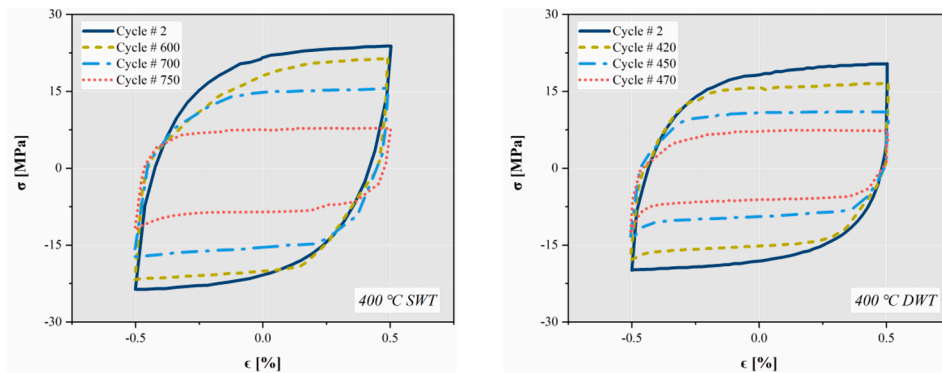 Cycle # 2
Cycle # 600
Cycle # 700
Cycle # 750
30
15
0
-15
-30
σ [MPa]
400 °C SWT
-0.5
0.0
0.5
ϵ [%]
Cycle # 2
Cycle # 420
Cycle # 450
Cycle # 470
30
15
0
-15
-30
σ [MPa]
400 °C DWT
-0.5
0.0
0.5
ϵ [%]